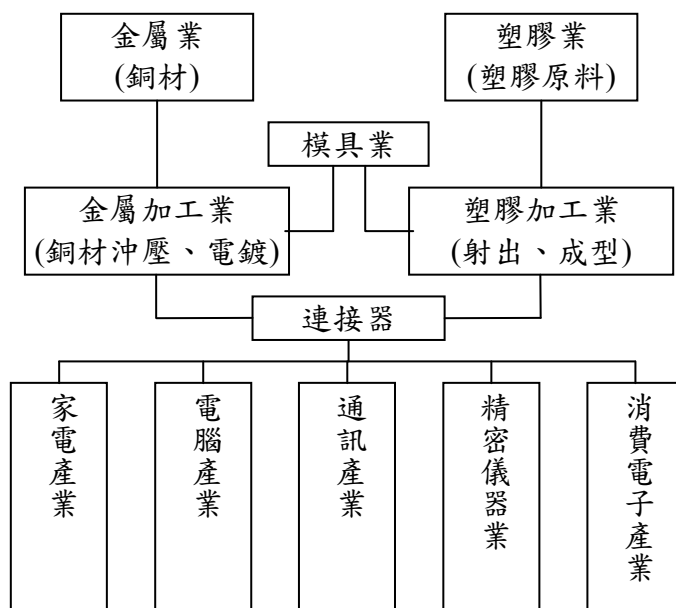 金屬業
(銅材)
塑膠業
(塑膠原料)
模具業
金屬加工業
(銅材沖壓、電鍍)
塑膠加工業
(射出、成型)
連接器
家電產業
電腦產業
通訊產業
精密儀器業
消費電子產業